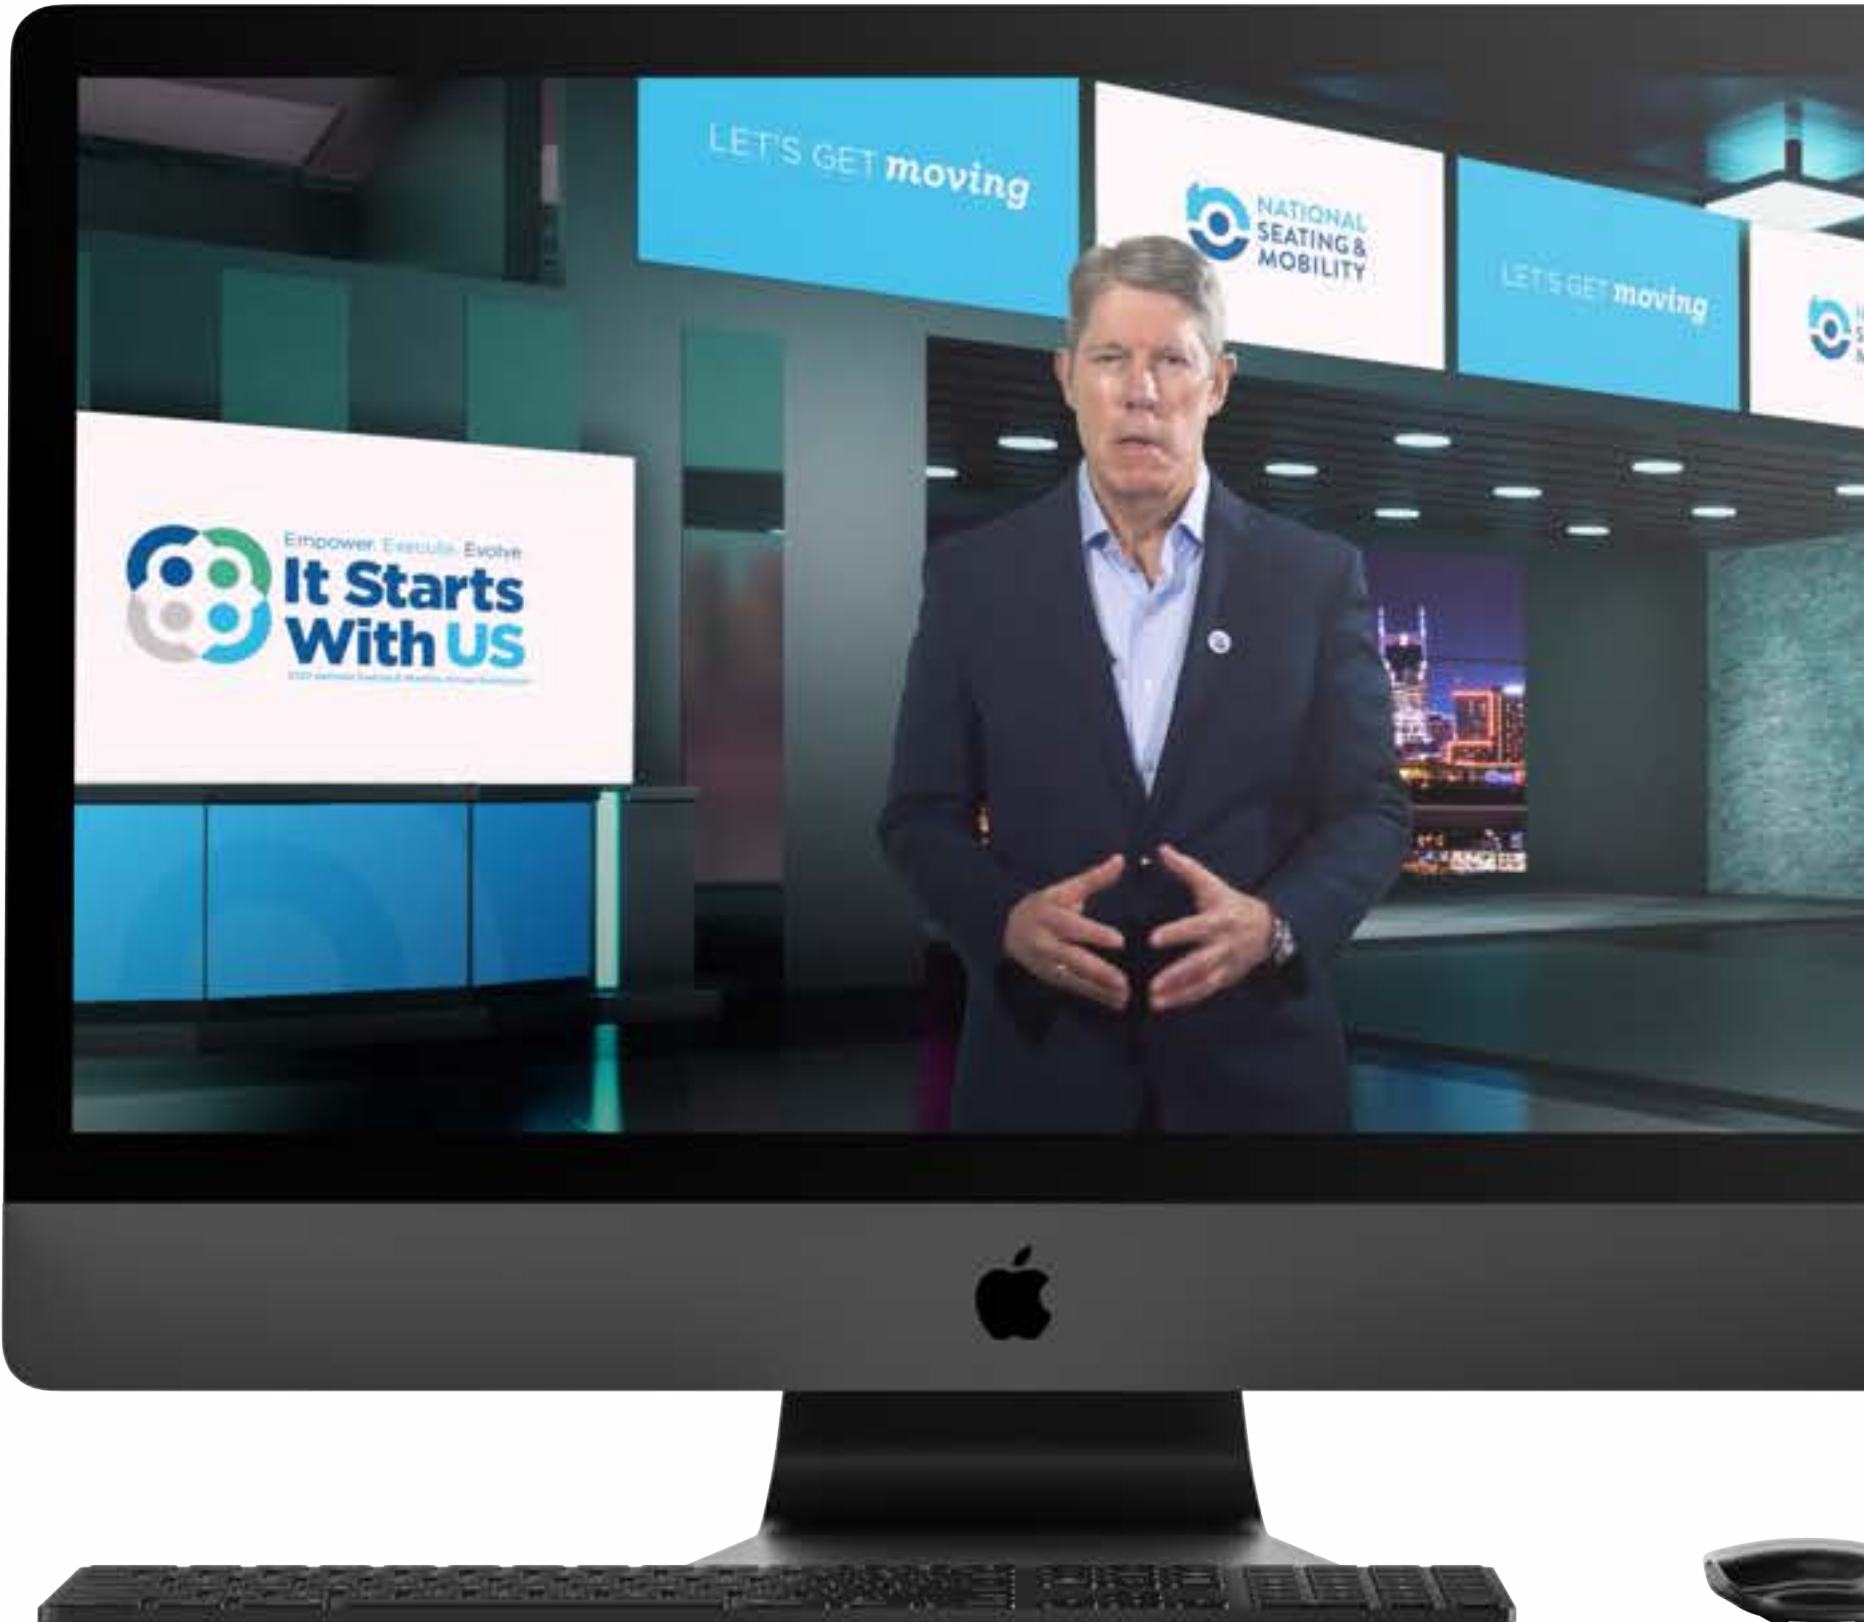 LET'S GET moving
NATIONAL
SEATING &
MOBILITY
LET'S GET moving
Empower. Execute. Evolve
It Starts
With US